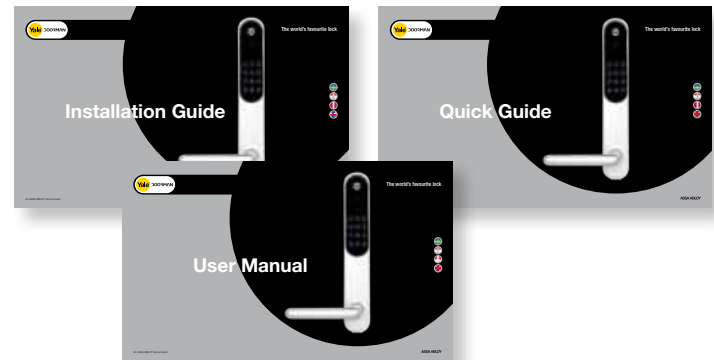 Yale DOORMAN
The world's favourite lock
Installation Guide
Yale DOORMAN
The world's favourite lock
Quick Guide
ASSA ABLOY
Yale DOORMAN
The world's favourite lock
User Manual
ASSA ABLOY